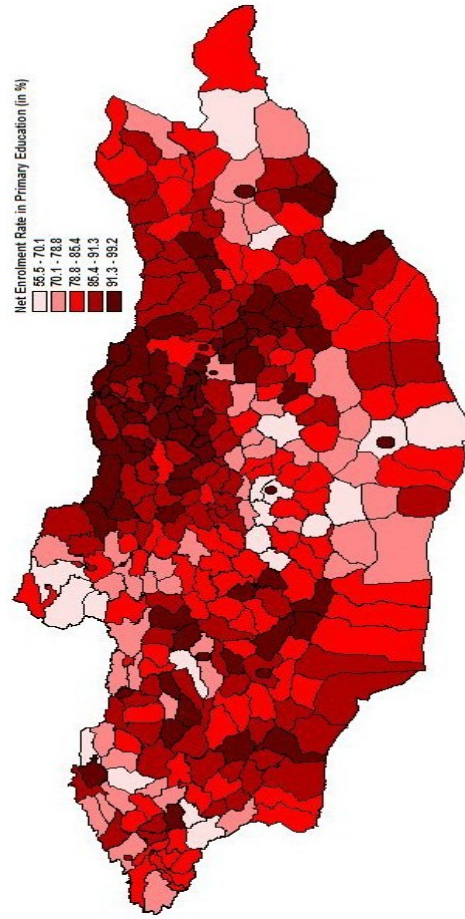 Net Enrolment Rate in Primary Education (in %)
55.5 - 70.1
70.1 - 78.8
78.8 - 85.4
85.4 - 91.3
91.3 - 99.2